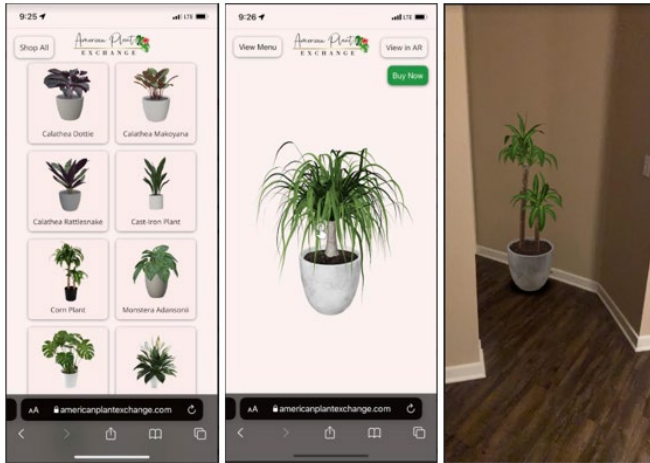 9:25
LTE
Shop All
American Plant
EXCHANGE
Calathea Dottie
Calathea Makoyana
Calathea Rattlesnake
Cast-Iron Plant
Corn Plant
Monstera Adansonii
AA americanplantexchange.com
9:26
LTE
View Menu
American Plant
EXCHANGE
View in AR
Buy Now
AA americanplantexchange.com